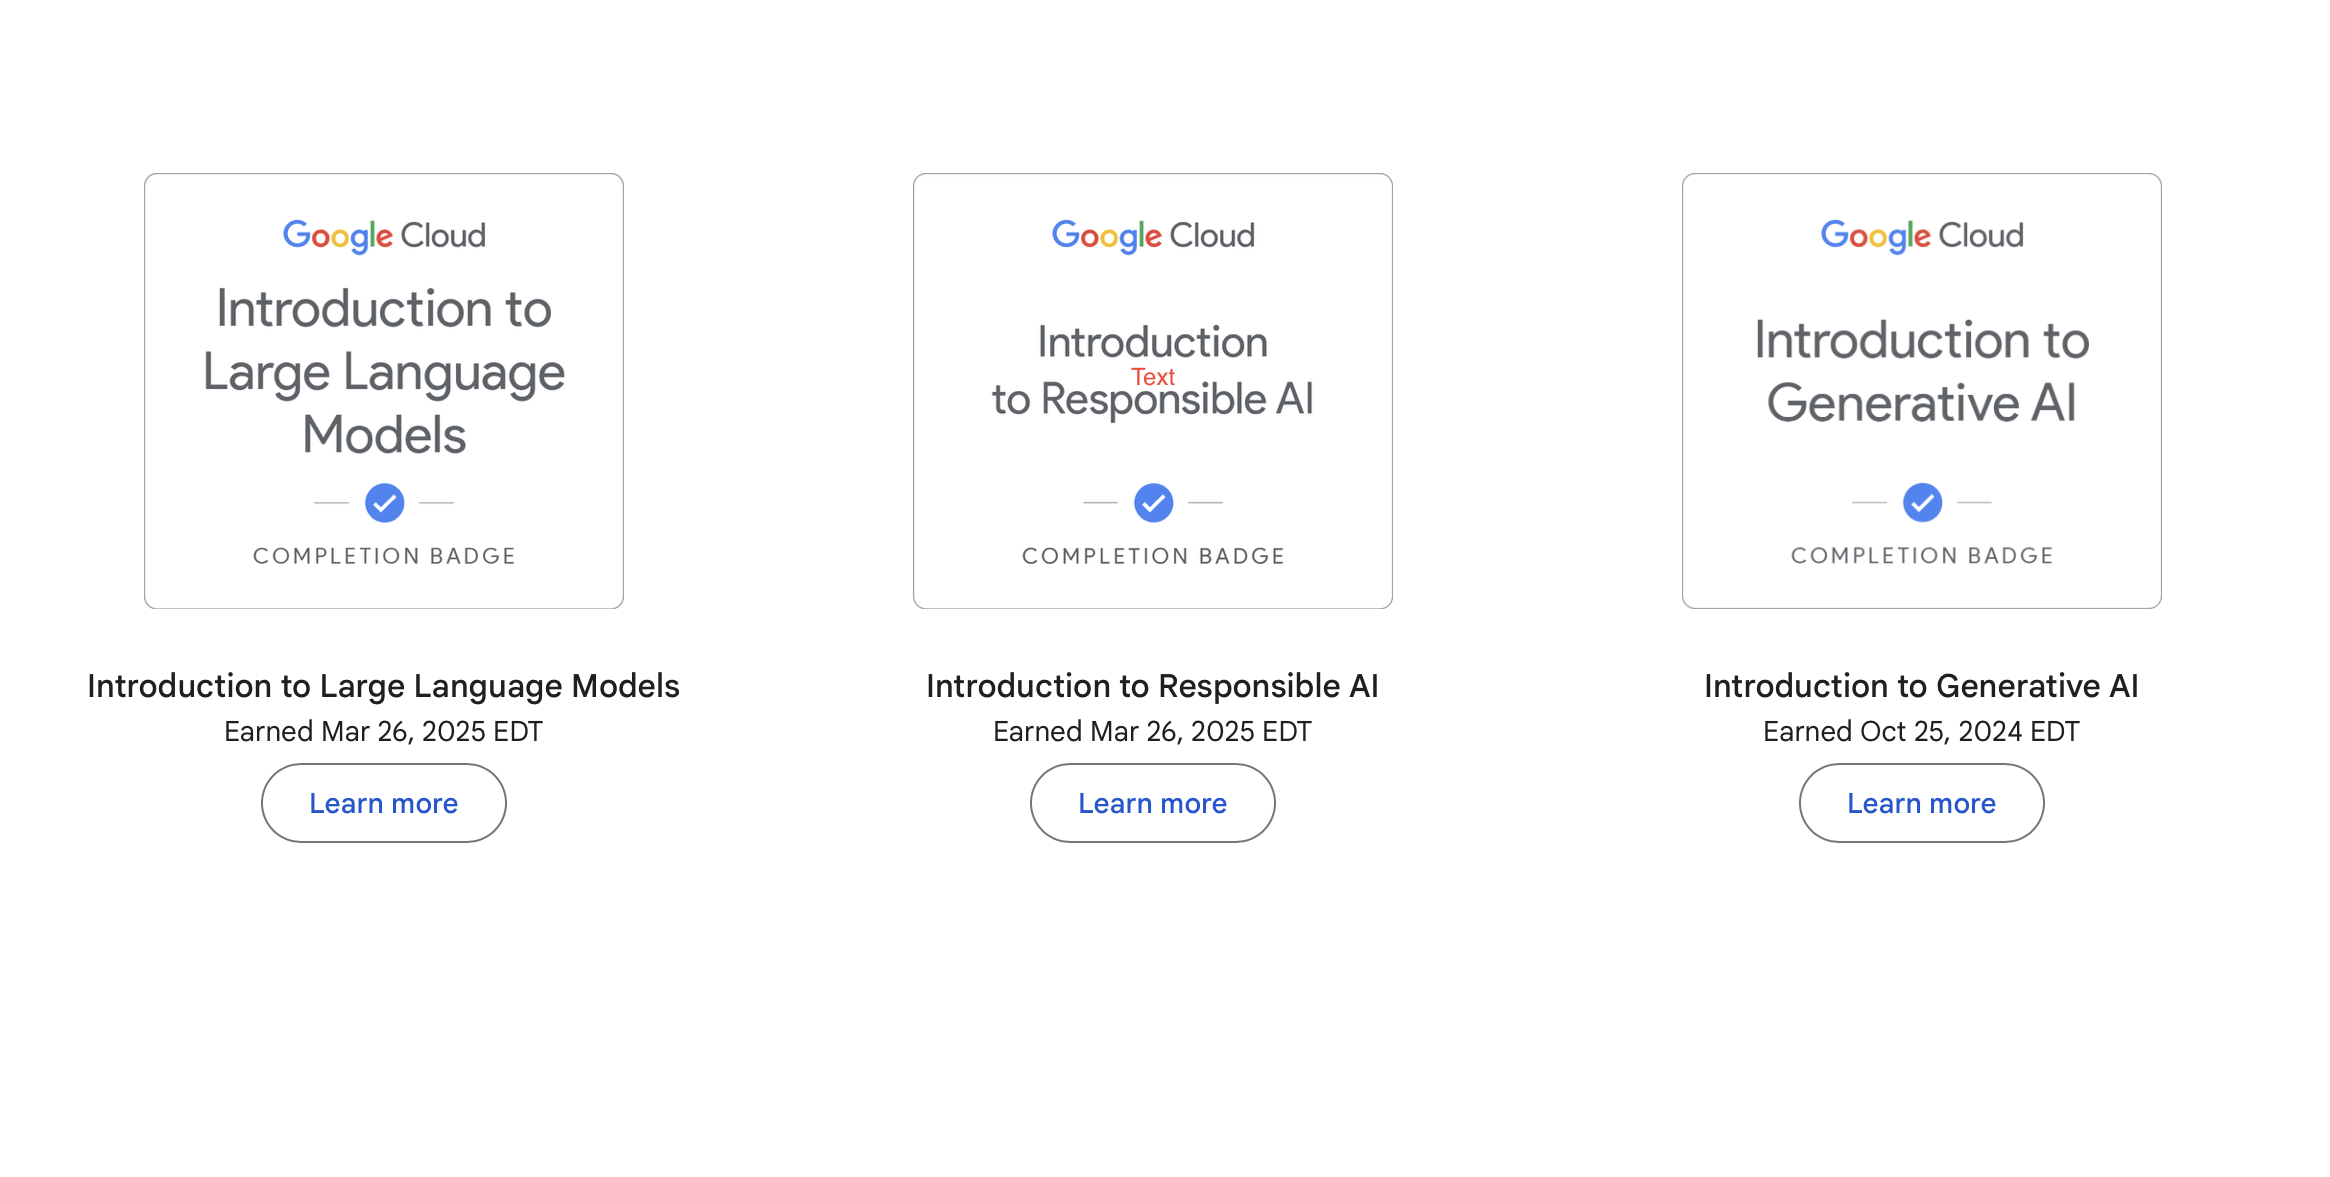 Google Cloud
Introduction to
Large Language
Models
COMPLETION BADGE
Introduction to Large Language Models
Earned Mar 26, 2025 EDT
Learn more
Google Cloud
Introduction
Text
to Responsible AI
COMPLETION BADGE
Introduction to Responsible AI
Earned Mar 26, 2025 EDT
Learn more
Google Cloud
Introduction to
Generative AI
COMPLETION BADGE
Introduction to Generative AI
Earned Oct 25, 2024 EDT
Learn more